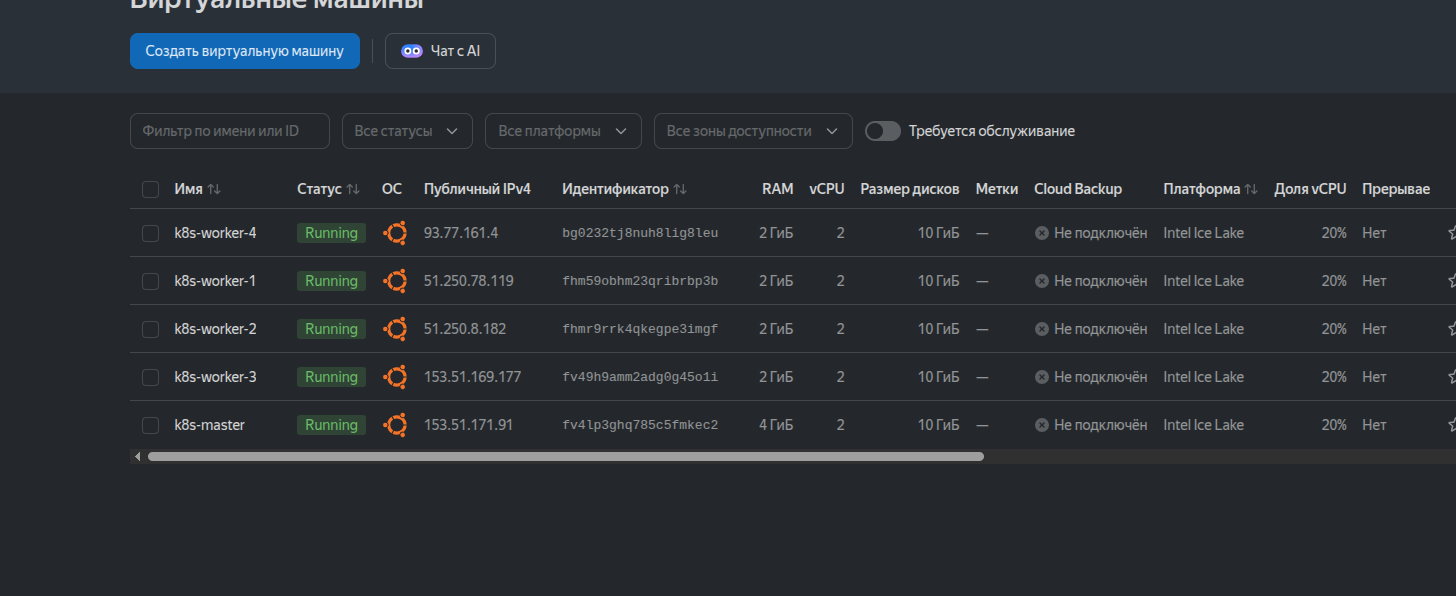 Виртуальные машины
Создать виртуальную машину Чат с AI
Фильтр по имени или ID Все статусы Все платформы Все зоны доступности Требуется обслуживание
Имя Статус ОС Публичный IPv4 Идентификатор RAM vCPU Размер дисков Метки Cloud Backup Платформа Доля vCPU Прерывае
k8s-worker-4 Running 93.77.161.4 bg0232tj8nuh8lig8leu 2 ГиБ 2 10 ГиБ — Не подключён Intel Ice Lake 20% Нет
k8s-worker-1 Running 51.250.78.119 fhm59obhm23qribrbp3b 2 ГиБ 2 10 ГиБ — Не подключён Intel Ice Lake 20% Нет
k8s-worker-2 Running 51.250.8.182 fhmr9rrk4qkegpe3imgf 2 ГиБ 2 10 ГиБ — Не подключён Intel Ice Lake 20% Нет
k8s-worker-3 Running 153.51.169.177 fv49h9amm2adg0g45o1i 2 ГиБ 2 10 ГиБ — Не подключён Intel Ice Lake 20% Нет
k8s-master Running 153.51.171.91 fv4lp3ghq785c5fmkec2 4 ГиБ 2 10 ГиБ — Не подключён Intel Ice Lake 20% Нет